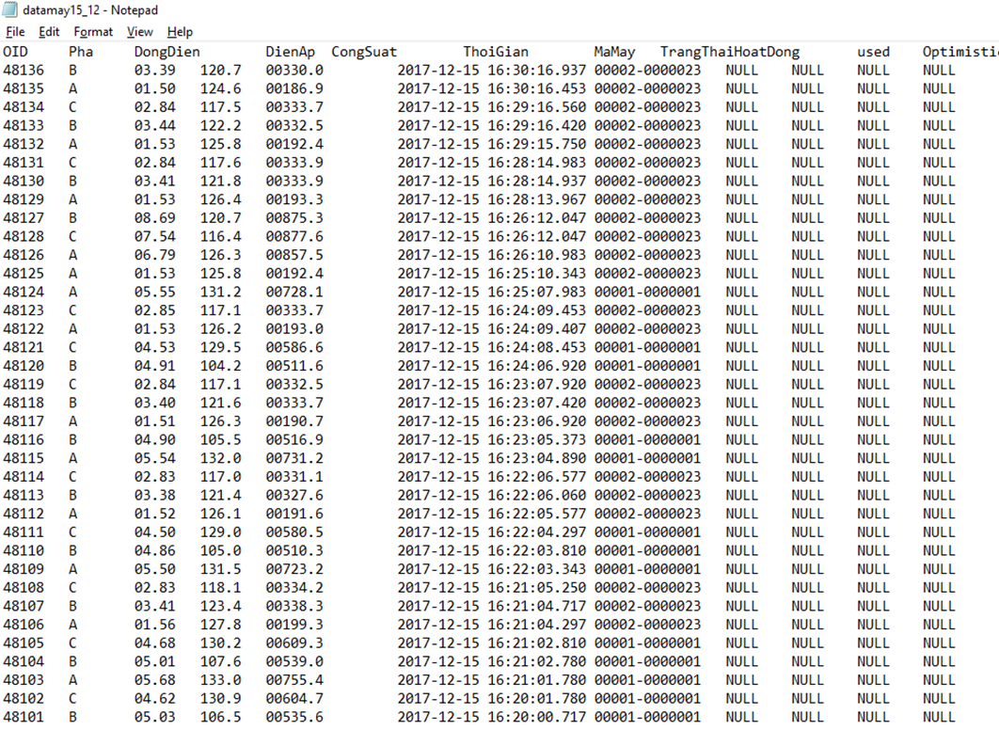 datamay15_12 - Notepad
File Edit Format View Help
OID Pha DongDien DienAp CongSuat ThoiGian MaMay TrangThaiHoatDong used Optimistic
48136 B 03.39 120.7 00330.0 2017-12-15 16:30:16.937 00002-0000023 NULL NULL NULL NULL
48135 A 01.50 124.6 00186.9 2017-12-15 16:30:16.453 00002-0000023 NULL NULL NULL NULL
48134 C 02.84 117.5 00333.7 2017-12-15 16:29:16.560 00002-0000023 NULL NULL NULL NULL
48133 B 03.44 122.2 00332.5 2017-12-15 16:29:16.420 00002-0000023 NULL NULL NULL NULL
48132 A 01.53 125.8 00192.4 2017-12-15 16:29:15.750 00002-0000023 NULL NULL NULL NULL
48131 C 02.84 117.6 00333.9 2017-12-15 16:28:14.983 00002-0000023 NULL NULL NULL NULL
48130 B 03.41 121.8 00333.9 2017-12-15 16:28:14.937 00002-0000023 NULL NULL NULL NULL
48129 A 01.53 126.4 00193.3 2017-12-15 16:28:13.967 00002-0000023 NULL NULL NULL NULL
48127 B 08.69 120.7 00875.3 2017-12-15 16:26:12.047 00002-0000023 NULL NULL NULL NULL
48128 C 07.54 116.4 00877.6 2017-12-15 16:26:12.047 00002-0000023 NULL NULL NULL NULL
48126 A 06.79 126.3 00857.5 2017-12-15 16:26:10.983 00002-0000023 NULL NULL NULL NULL
48125 A 01.53 125.8 00192.4 2017-12-15 16:25:10.343 00002-0000023 NULL NULL NULL NULL
48124 A 05.55 131.2 00728.1 2017-12-15 16:25:07.983 00001-0000001 NULL NULL NULL NULL
48123 C 02.85 117.1 00333.7 2017-12-15 16:24:09.453 00002-0000023 NULL NULL NULL NULL
48122 A 01.53 126.2 00193.0 2017-12-15 16:24:09.407 00002-0000023 NULL NULL NULL NULL
48121 C 04.53 129.5 00586.6 2017-12-15 16:24:08.453 00001-0000001 NULL NULL NULL NULL
48120 B 04.91 104.2 00511.6 2017-12-15 16:24:06.920 00001-0000001 NULL NULL NULL NULL
48119 C 02.84 117.1 00332.5 2017-12-15 16:23:07.920 00002-0000023 NULL NULL NULL NULL
48118 B 03.40 121.6 00333.7 2017-12-15 16:23:07.420 00002-0000023 NULL NULL NULL NULL
48117 A 01.51 126.3 00190.7 2017-12-15 16:23:06.920 00002-0000023 NULL NULL NULL NULL
48116 B 04.90 105.5 00516.9 2017-12-15 16:23:05.373 00001-0000001 NULL NULL NULL NULL
48115 A 05.54 132.0 00731.2 2017-12-15 16:23:04.890 00001-0000001 NULL NULL NULL NULL
48114 C 02.83 117.0 00331.1 2017-12-15 16:22:06.577 00002-0000023 NULL NULL NULL NULL
48113 B 03.38 121.4 00327.6 2017-12-15 16:22:06.060 00002-0000023 NULL NULL NULL NULL
48112 A 01.52 126.1 00191.6 2017-12-15 16:22:05.577 00002-0000023 NULL NULL NULL NULL
48111 C 04.50 129.0 00580.5 2017-12-15 16:22:04.297 00001-0000001 NULL NULL NULL NULL
48110 B 04.86 105.0 00510.3 2017-12-15 16:22:03.810 00001-0000001 NULL NULL NULL NULL
48109 A 05.50 131.5 00723.2 2017-12-15 16:22:03.343 00001-0000001 NULL NULL NULL NULL
48108 C 02.83 118.1 00334.2 2017-12-15 16:21:05.250 00002-0000023 NULL NULL NULL NULL
48107 B 03.41 123.4 00338.3 2017-12-15 16:21:04.717 00002-0000023 NULL NULL NULL NULL
48106 A 01.56 127.8 00199.3 2017-12-15 16:21:04.297 00002-0000023 NULL NULL NULL NULL
48105 C 04.68 130.2 00609.3 2017-12-15 16:21:02.810 00001-0000001 NULL NULL NULL NULL
48104 B 05.01 107.6 00539.0 2017-12-15 16:21:02.780 00001-0000001 NULL NULL NULL NULL
48103 A 05.68 133.0 00755.4 2017-12-15 16:21:01.780 00001-0000001 NULL NULL NULL NULL
48102 C 04.62 130.9 00604.7 2017-12-15 16:20:01.780 00001-0000001 NULL NULL NULL NULL
48101 B 05.03 106.5 00535.6 2017-12-15 16:20:00.717 00001-0000001 NULL NULL NULL NULL